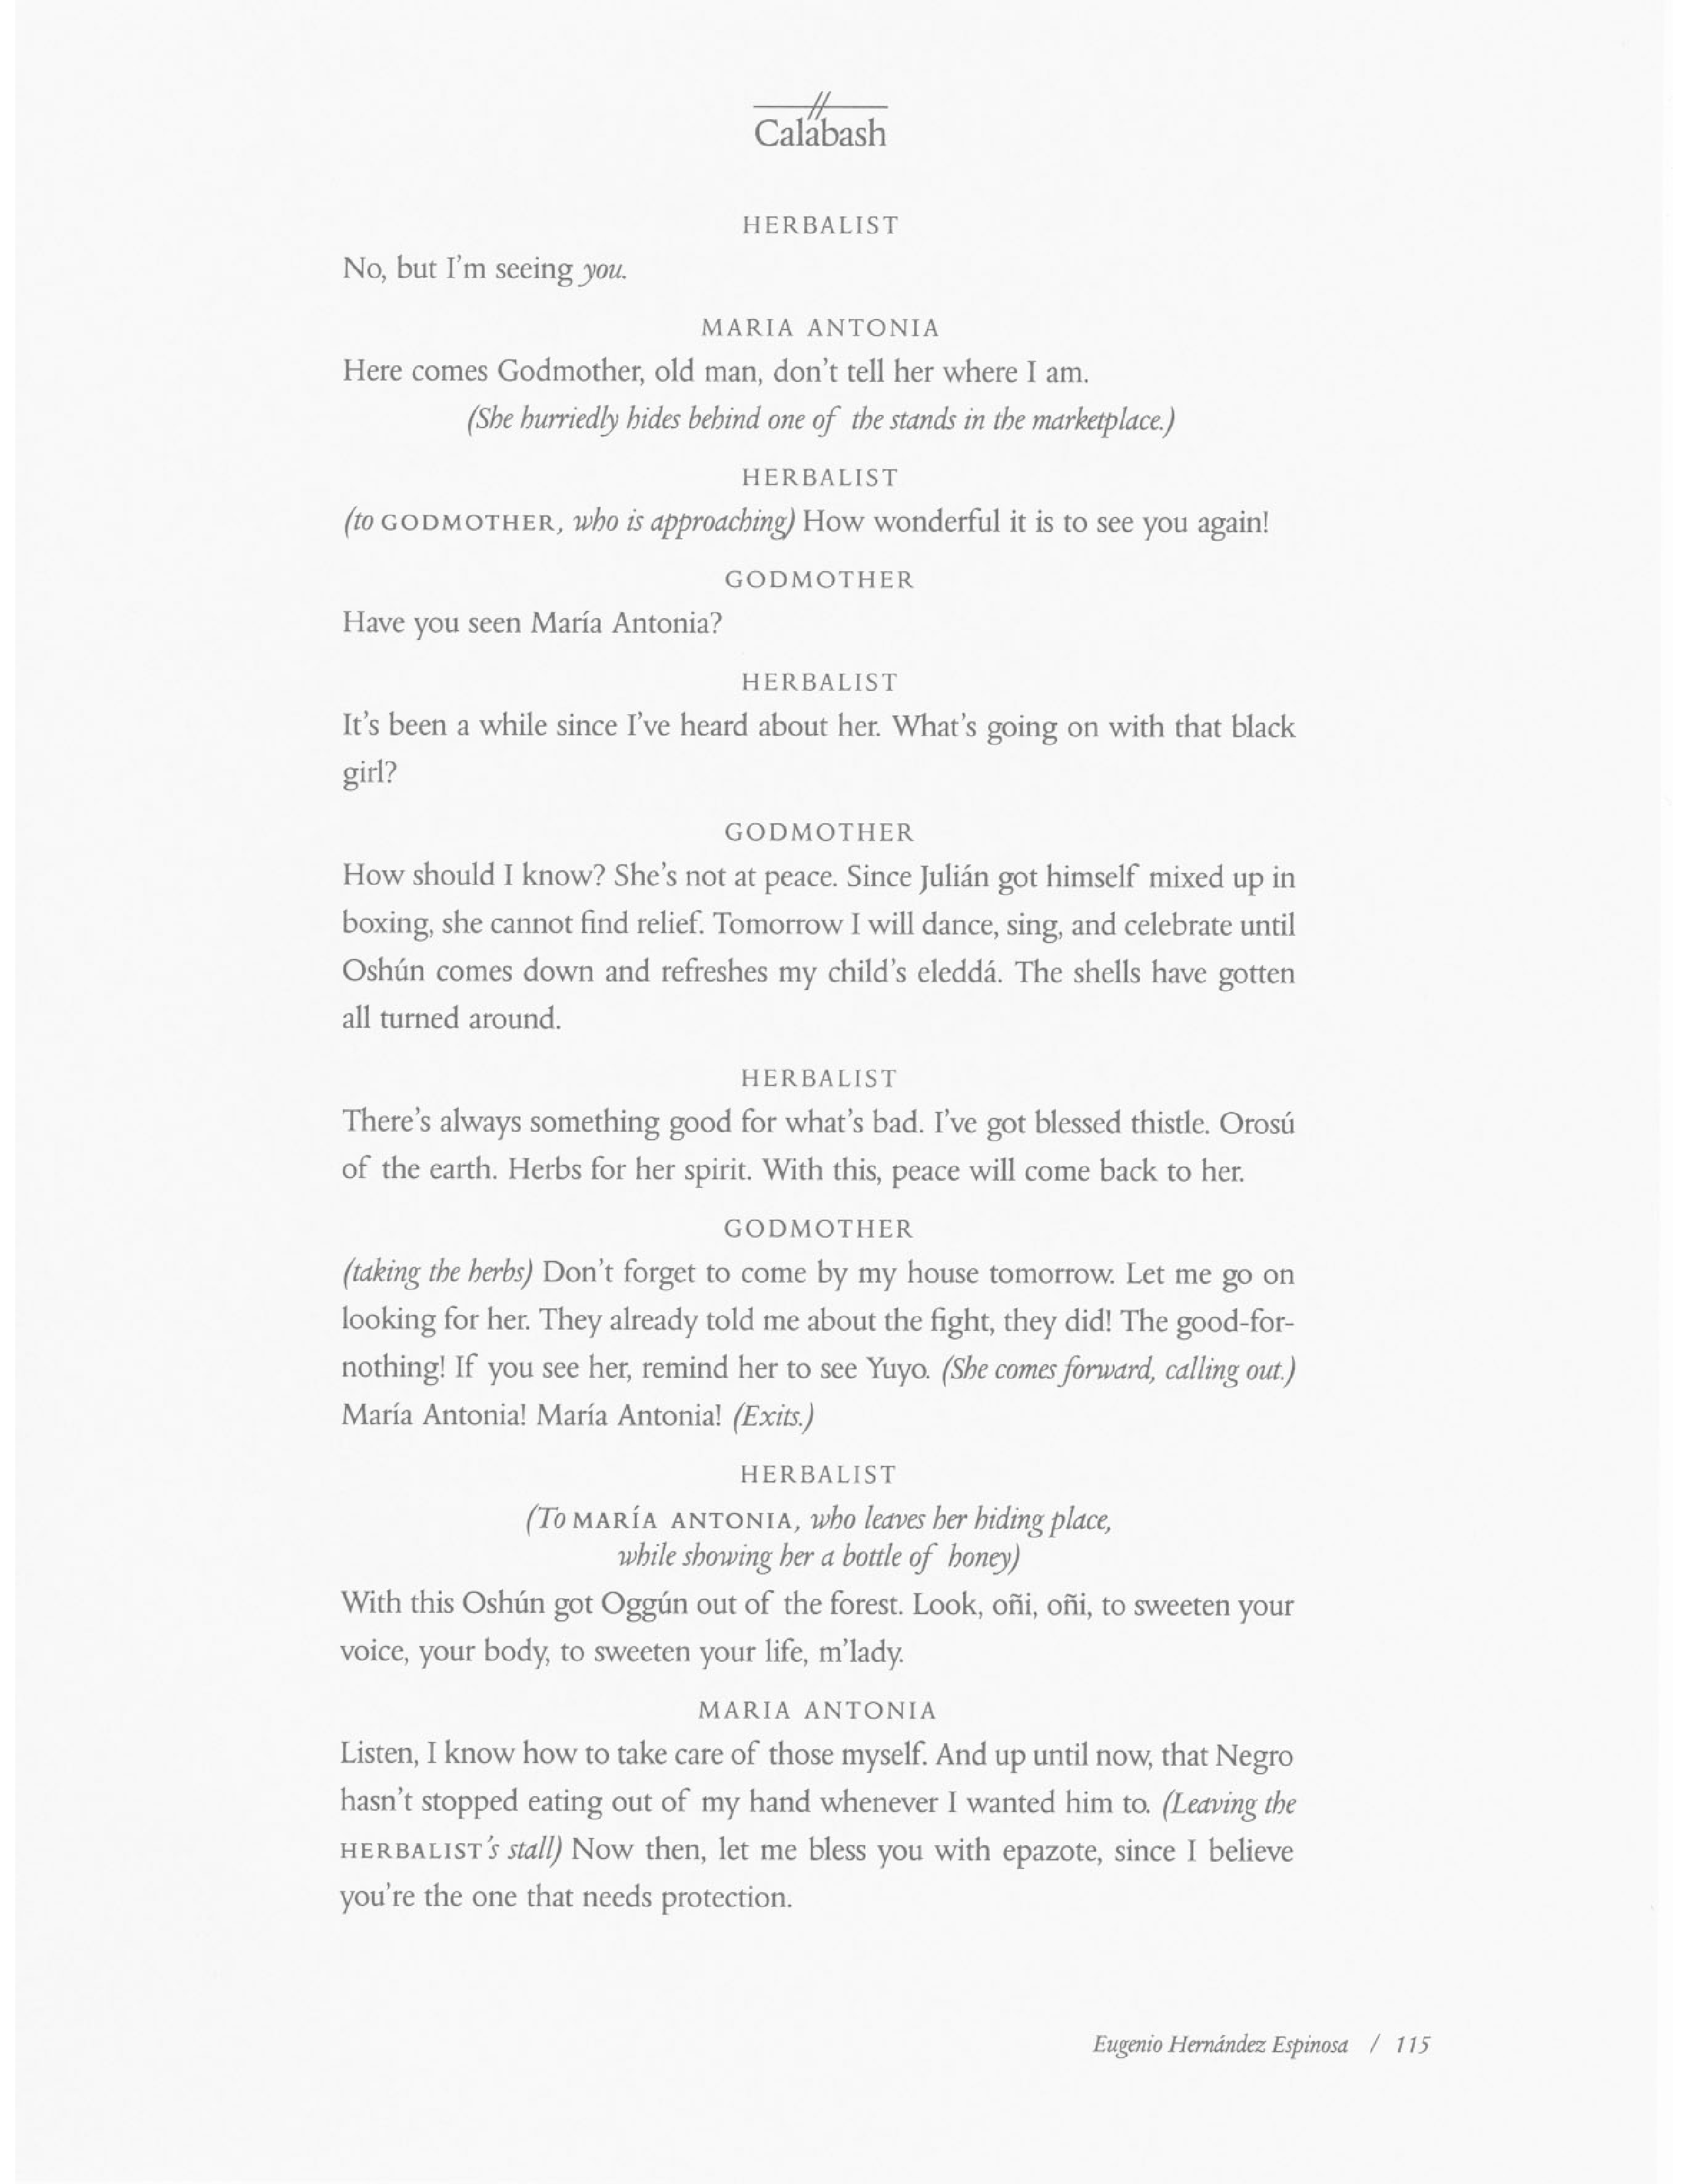 Calabash
HERBALIST
No, but I'm seeing you.
MARIA ANTONIA
Here comes Godmother, old man, don't tell her where I am.
(She hurriedly hides behind one of the stands in the marketplace.)
HERBALIST
(to GODMOTHER, who is approaching) How wonderful it is to see you again!
GODMOTHER
Have you seen María Antonia?
HERBALIST
It's been a while since I've heard about her. What's going on with that black
girl?
GODMOTHER
How should I know? She's not at peace. Since Julián got himself mixed up in
boxing, she cannot find relief. Tomorrow I will dance, sing, and celebrate until
Oshún comes down and refreshes my child's eleddá. The shells have gotten
all turned around.
HERBALIST
There's always something good for what's bad. I've got blessed thistle. Orosú
of the earth. Herbs for her spirit. With this, peace will come back to her.
GODMOTHER
(taking the herbs) Don't forget to come by my house tomorrow. Let me go on
looking for her. They already told me about the fight, they did! The good-for-
nothing! If you see her, remind her to see Yuyo. (She comes forward, calling out.)
María Antonia! María Antonia! (Exits.)
HERBALIST
(To MARÍA ANTONIA, who leaves her hiding place,
while showing her a bottle of honey)
With this Oshún got Oggún out of the forest. Look, oñi, oñi, to sweeten your
voice, your body, to sweeten your life, m'lady.
MARIA ANTONIA
Listen, I know how to take care of those myself. And up until now, that Negro
hasn't stopped eating out of my hand whenever I wanted him to. (Leaving the
HERBALIST's stall) Now then, let me bless you with epazote, since I believe
you're the one that needs protection.
Eugenio Hernández Espinosa / 115